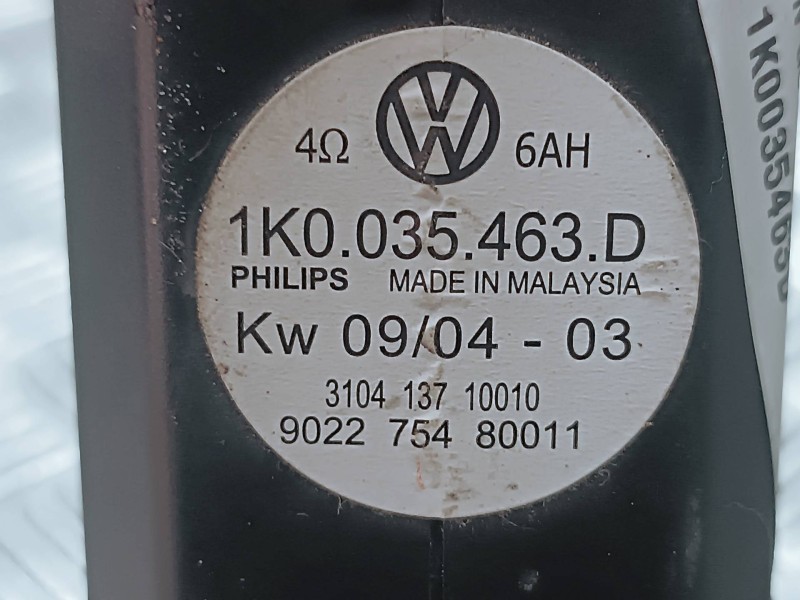 4Ω 6AH
1K0.035.463.D
PHILIPS MADE IN MALAYSIA
Kw 09/04 - 03
3104 137 10010
9022 754 80011